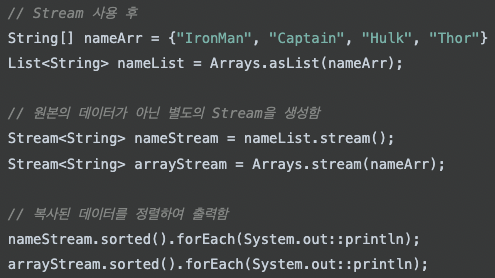 // Stream 사용 후
String[] nameArr = {"IronMan", "Captain", "Hulk", "Thor"}
List<String> nameList = Arrays.asList(nameArr);
// 원본의 데이터가 아닌 별도의 Stream을 생성함
Stream<String> nameStream = nameList.stream();
Stream<String> arrayStream = Arrays.stream(nameArr);
// 복사된 데이터를 정렬하여 출력함
nameStream.sorted().forEach(System.out::println);
arrayStream.sorted().forEach(System.out::println);